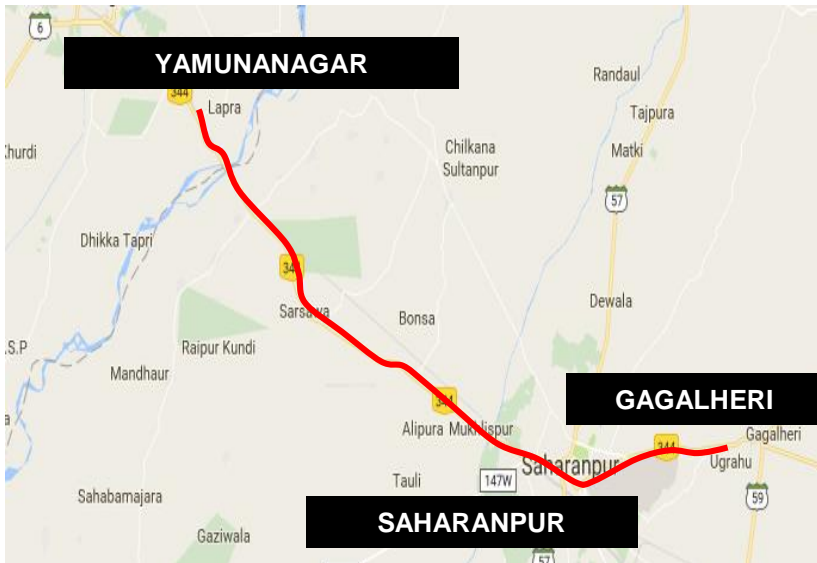 6
YAMUNANAGAR
344
Lapra
Randaul
Tajpura
Chilkana
Sultanpur
Matki
Khurdi
57
Dhikka Tapri
344
Sarsawa
Bonsa
Dewala
.S.P
Raipur Kundi
Mandhaur
GAGALHERI
344
Alipura Mukhlispur
Gagalheri
344
Ugrahu
Saharanpur
Tauli
147W
59
Sahabamajara
SAHARANPUR
Gaziwala
57